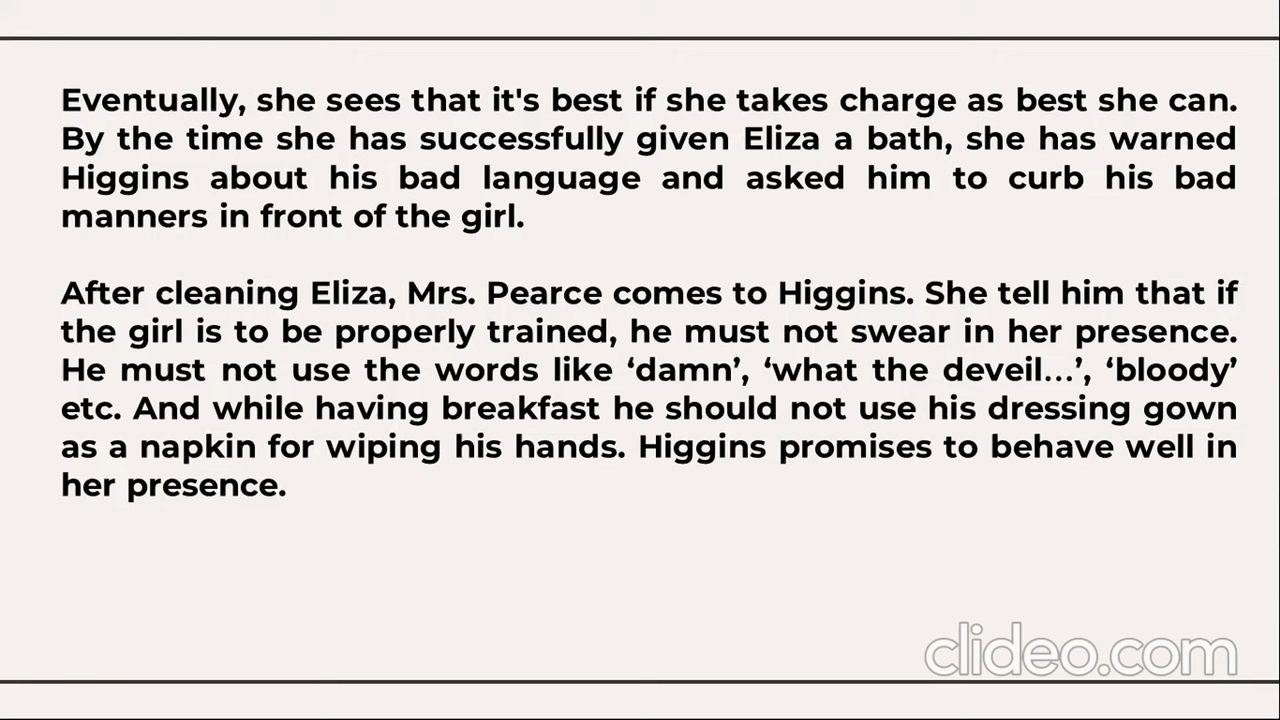 Eventually, she sees that it's best if she takes charge as best she can.
By the time she has successfully given Eliza a bath, she has warned
Higgins about his bad language and asked him to curb his bad
manners in front of the girl.
After cleaning Eliza, Mrs. Pearce comes to Higgins. She tell him that if
the girl is to be properly trained, he must not swear in her presence.
He must not use the words like ‘damn’, ‘what the deveil...’, ‘bloody’
etc. And while having breakfast he should not use his dressing gown
as a napkin for wiping his hands. Higgins promises to behave well in
her presence.
clideo.com